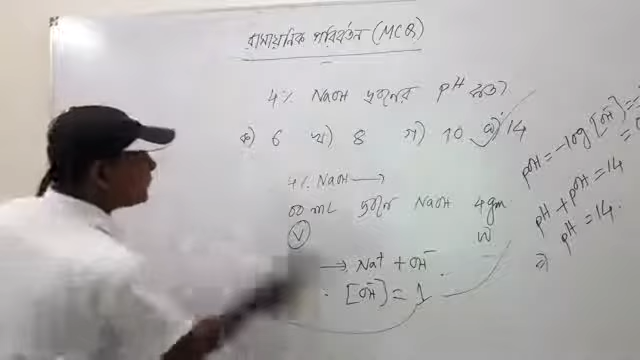 রাসায়নিক পরিবর্তন (MCQ)
4% NaOH দ্রবণের pH কত?
ক) 6 খ) 8 গ) 10 ঘ) 14
4% NaOH →
00 mL দ্রবণে NaOH 4 gm
V W
→ Na⁺ + OH⁻
[OH⁻] = 1
pOH = -log [OH⁻]
pH + pOH = 14
⇒ pH = 14.